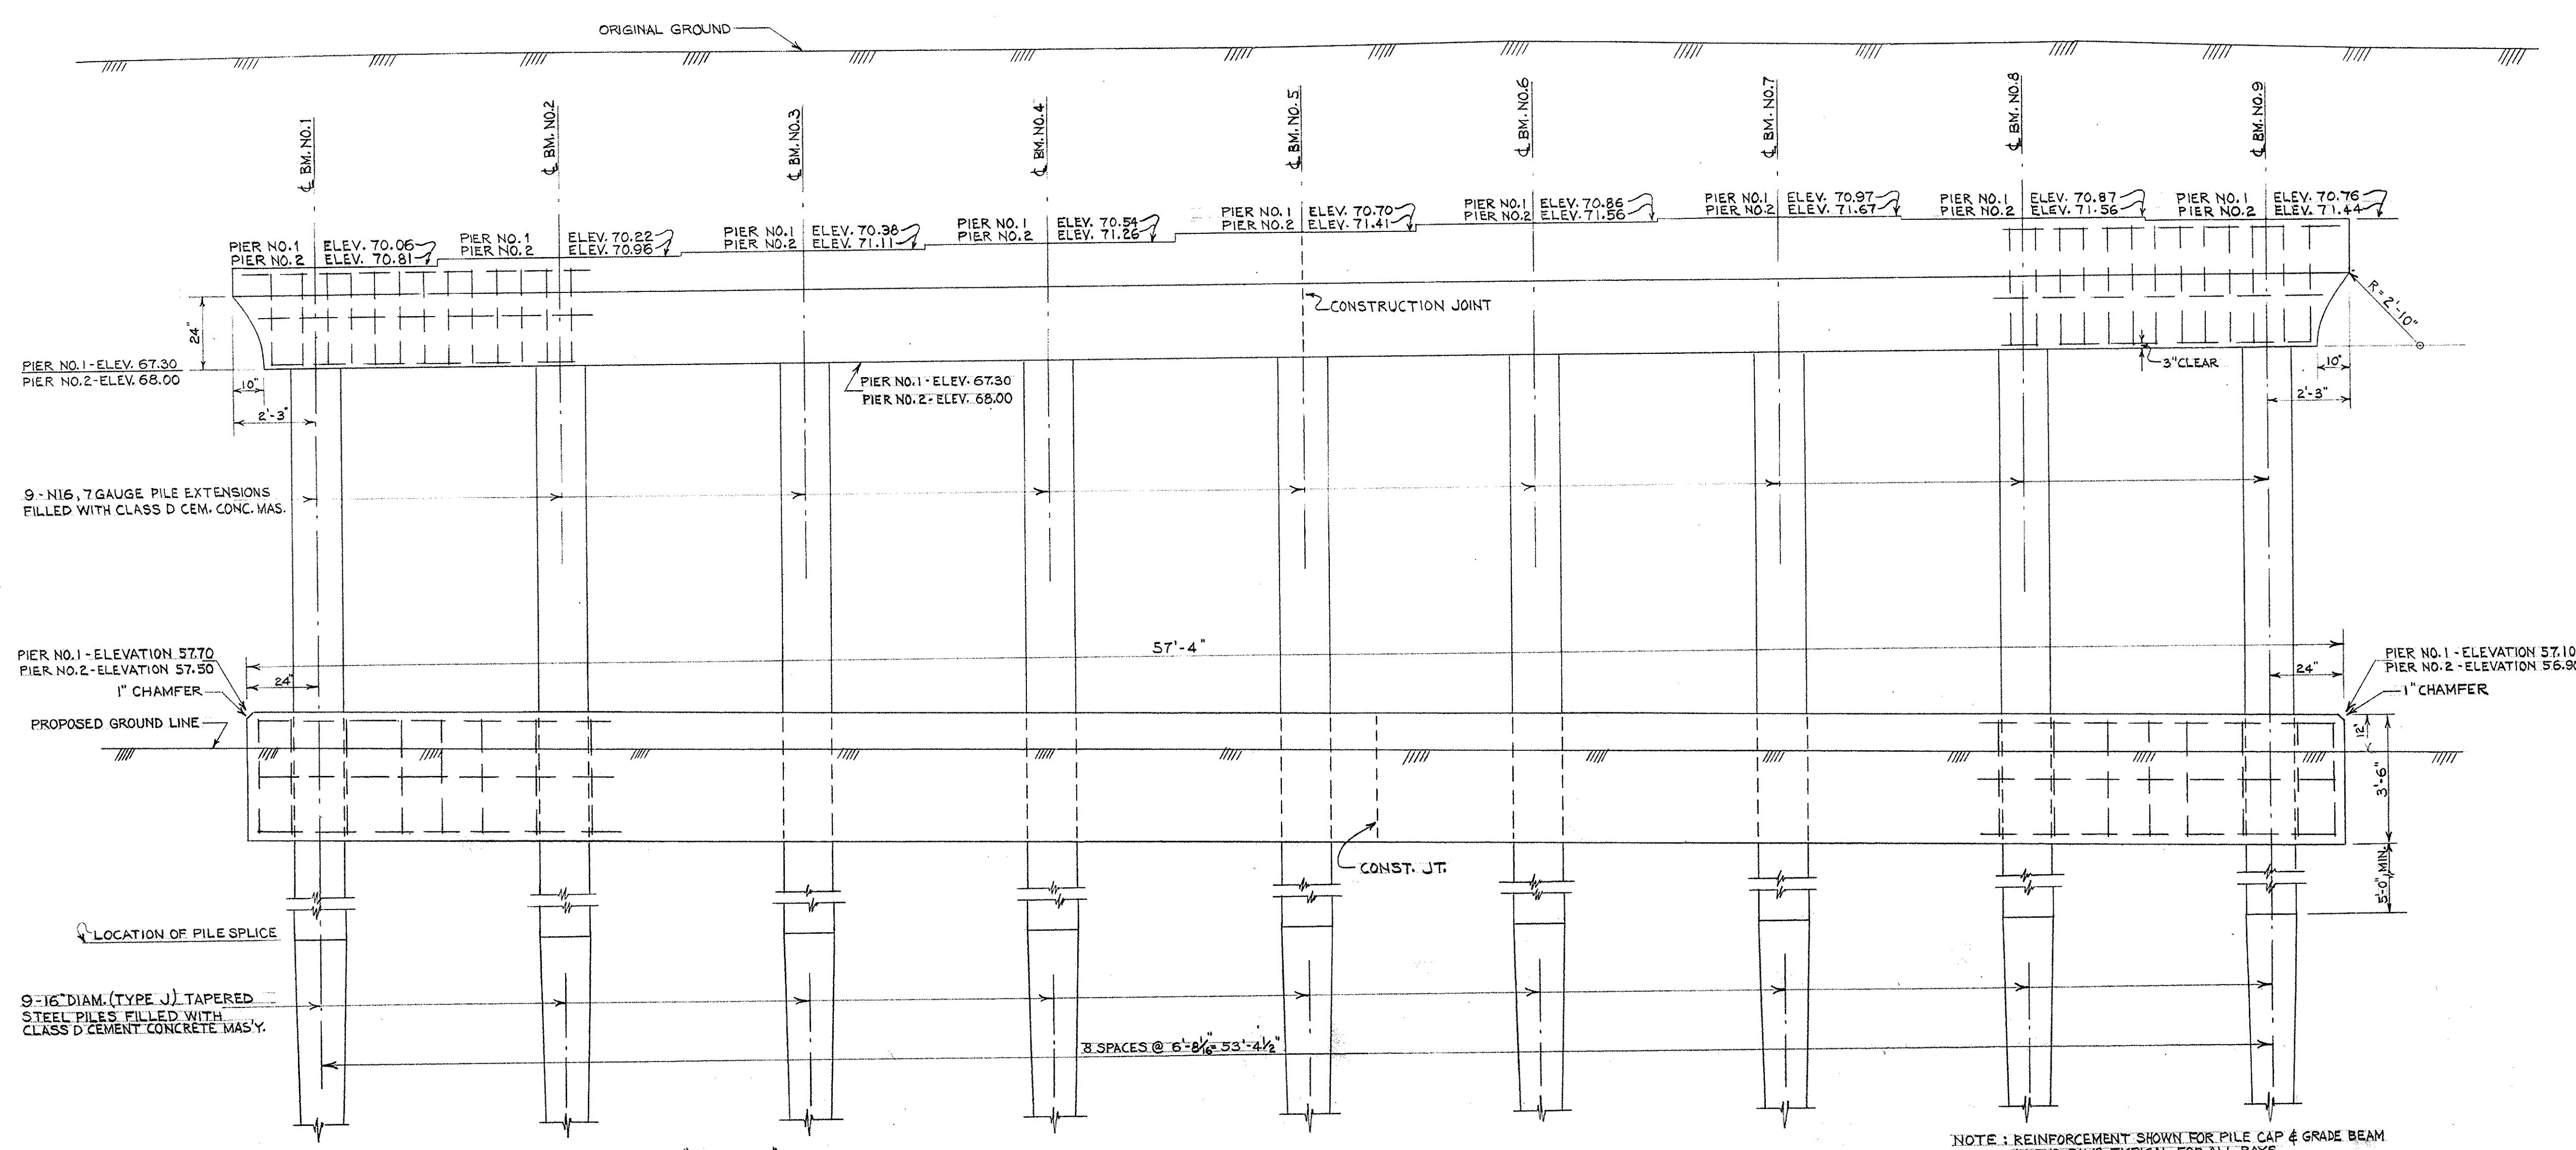 ORIGINAL GROUND
℄ BM. NO.1
℄ BM. NO.2
℄ BM. NO.3
℄ BM. NO.4
℄ BM. NO.5
℄ BM. NO.6
℄ BM. NO.7
℄ BM. NO.8
℄ BM. NO.9
PIER NO.1 ELEV. 70.06
PIER NO.2 ELEV. 70.81
PIER NO.1 ELEV. 70.22
PIER NO.2 ELEV. 70.96
PIER NO.1 ELEV. 70.38
PIER NO.2 ELEV. 71.11
PIER NO.1 ELEV. 70.54
PIER NO.2 ELEV. 71.26
PIER NO.1 ELEV. 70.70
PIER NO.2 ELEV. 71.41
PIER NO.1 ELEV. 70.86
PIER NO.2 ELEV. 71.56
PIER NO.1 ELEV. 70.97
PIER NO.2 ELEV. 71.67
PIER NO.1 ELEV. 70.87
PIER NO.2 ELEV. 71.56
PIER NO.1 ELEV. 70.76
PIER NO.2 ELEV. 71.44
24"
CONSTRUCTION JOINT
R = 2'-10"
PIER NO.1 - ELEV. 67.30
PIER NO.2 - ELEV. 68.00
10"
2'-3"
PIER NO.1 - ELEV. 67.30
PIER NO.2 - ELEV. 68.00
3" CLEAR
10"
2'-3"
9 - N16, 7 GAUGE PILE EXTENSIONS
FILLED WITH CLASS D CEM. CONC. MAS.
57'-4"
PIER NO.1 - ELEVATION 57.70
PIER NO.2 - ELEVATION 57.50
1" CHAMFER
24"
PROPOSED GROUND LINE
24"
PIER NO.1 - ELEVATION 57.10
PIER NO.2 - ELEVATION
1" CHAMFER
12"
3'-6"
5'-0" MIN.
CONST. JT.
LOCATION OF PILE SPLICE
9-16" DIAM. (TYPE J) TAPERED
STEEL PILES FILLED WITH
CLASS D CEMENT CONCRETE MAS'Y.
8 SPACES @ 6'-8 1/16" = 53'-4 1/2"
NOTE : REINFORCEMENT SHOWN FOR PILE CAP & GRADE BEAM